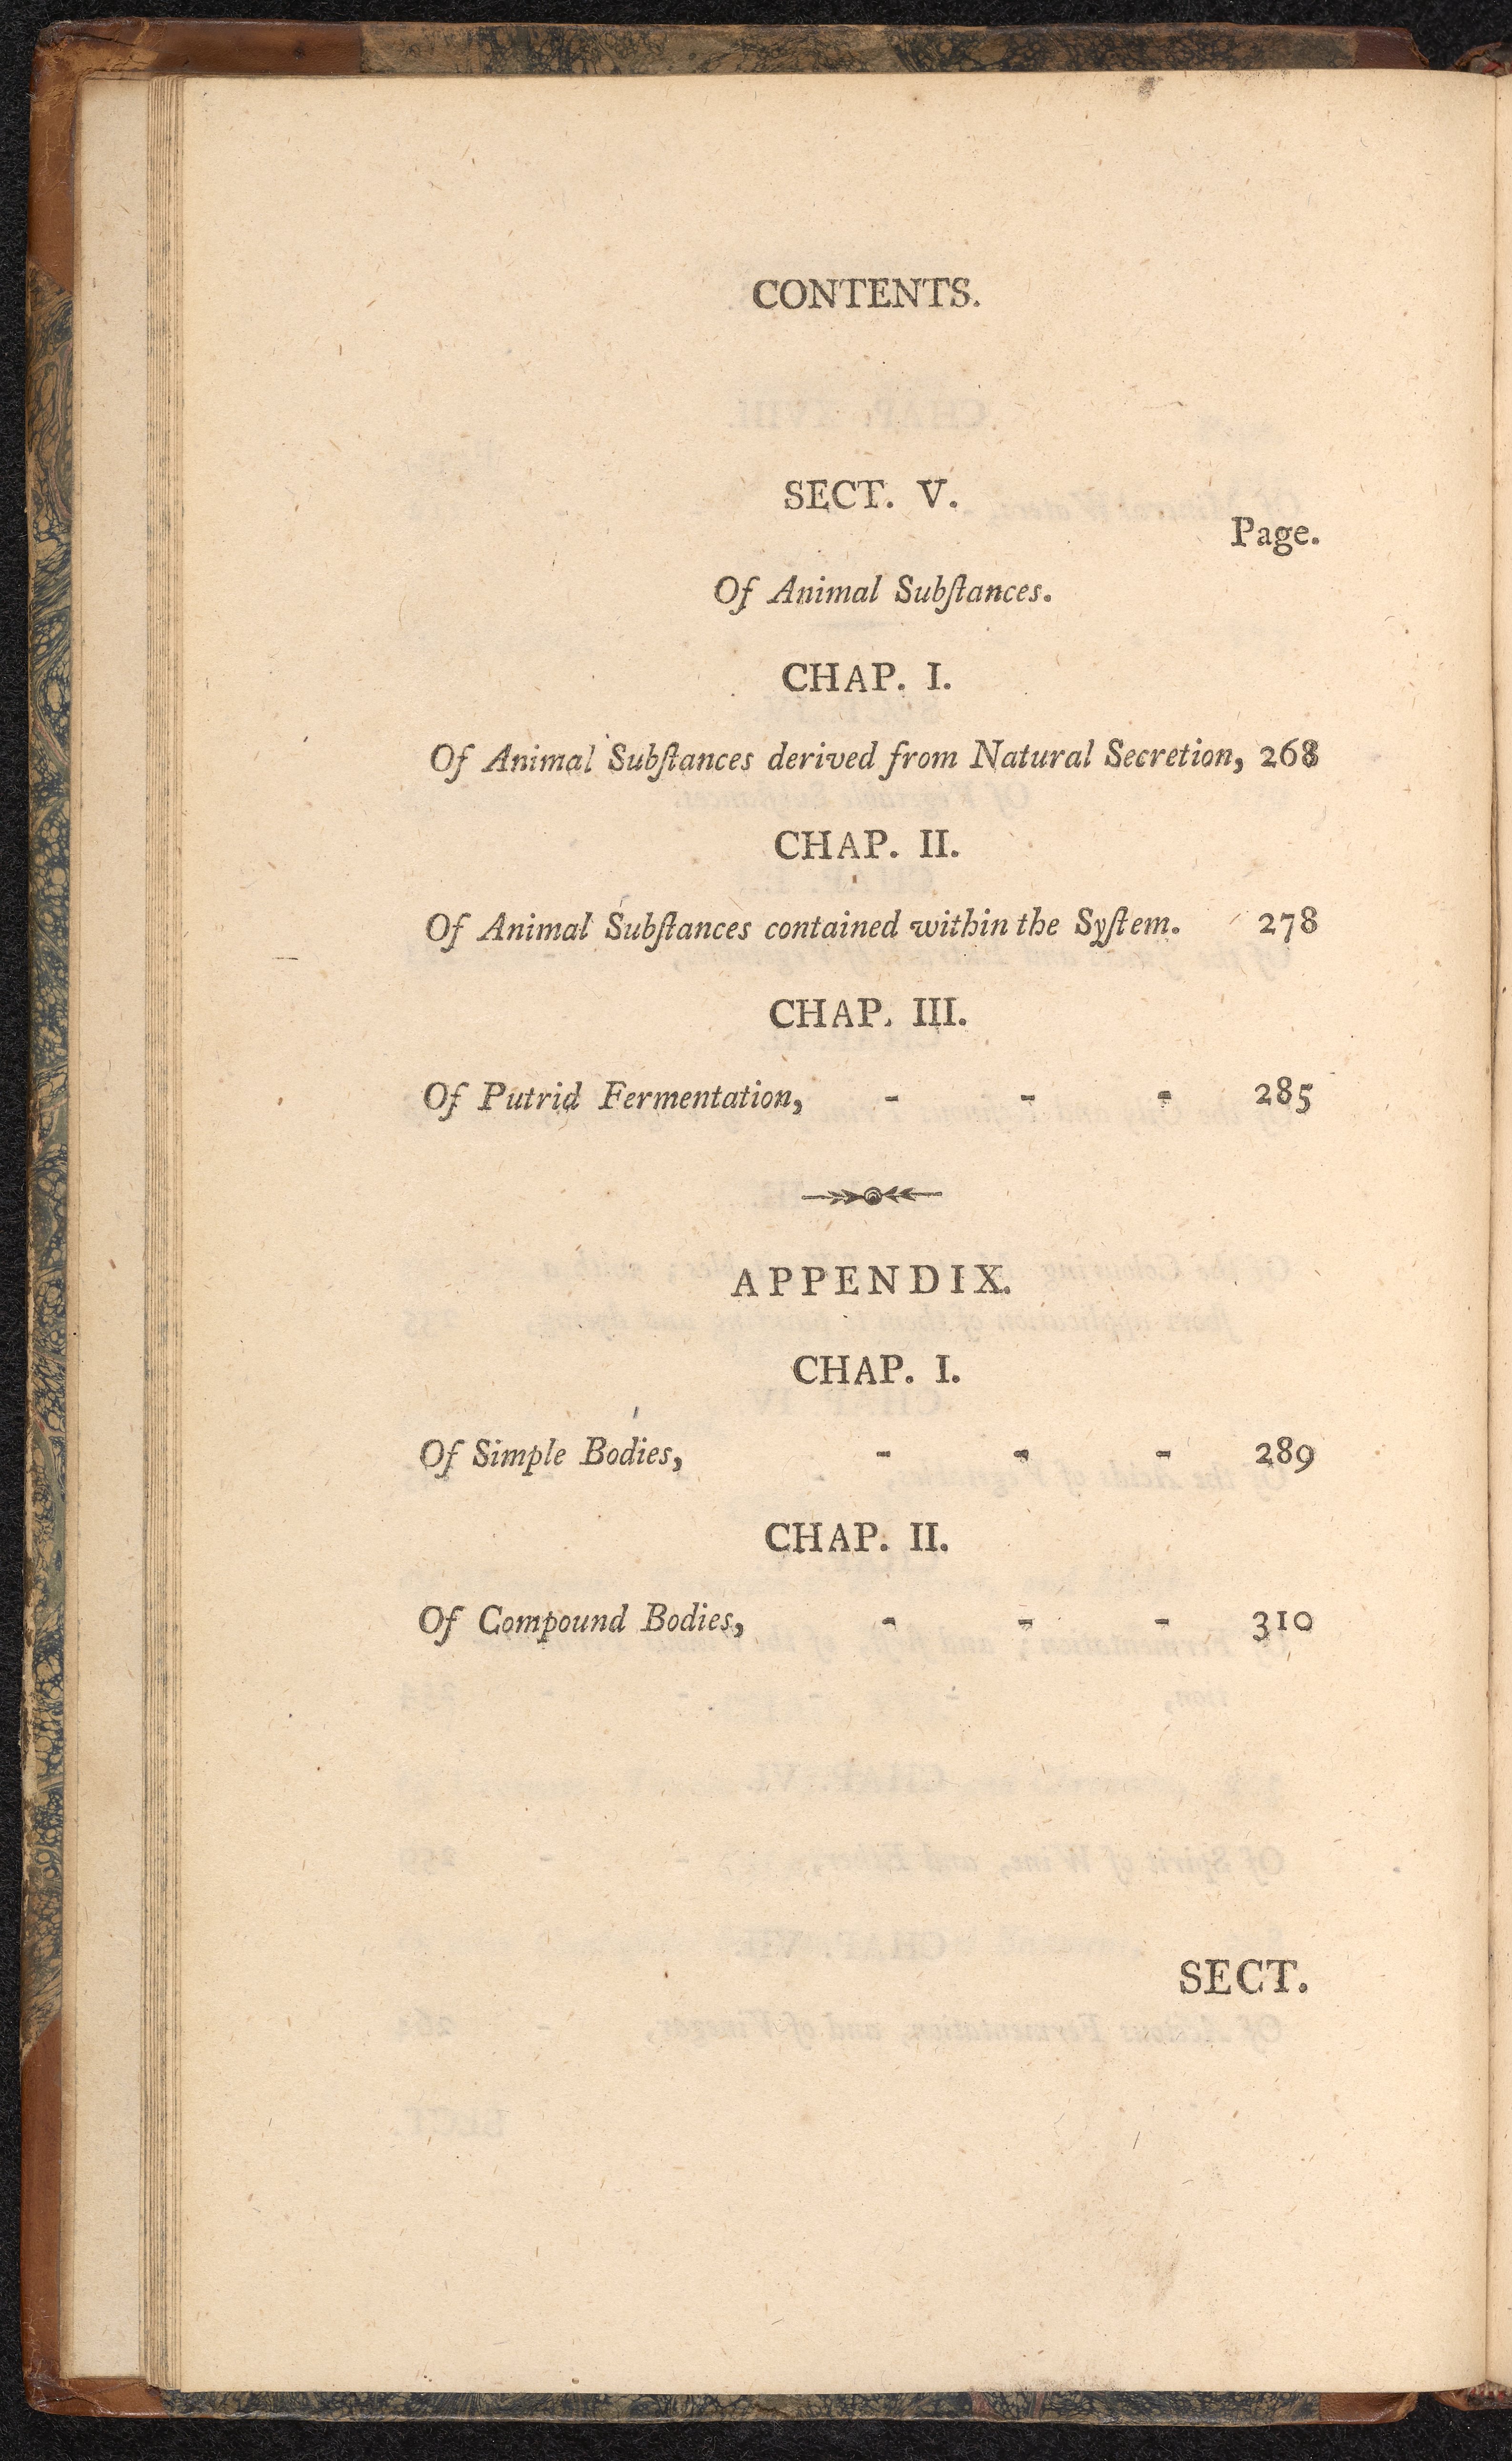 CONTENTS.
SECT. V.
Page.
Of Animal Subſtances.
CHAP. I.
Of Animal Subſtances derived from Natural Secretion, 268
CHAP. II.
Of Animal Subſtances contained within the Syſtem. 278
CHAP. III.
Of Putrid Fermentation, - - - 285
APPENDIX.
CHAP. I.
Of Simple Bodies, - - - 289
CHAP. II.
Of Compound Bodies, - - - 310
SECT.